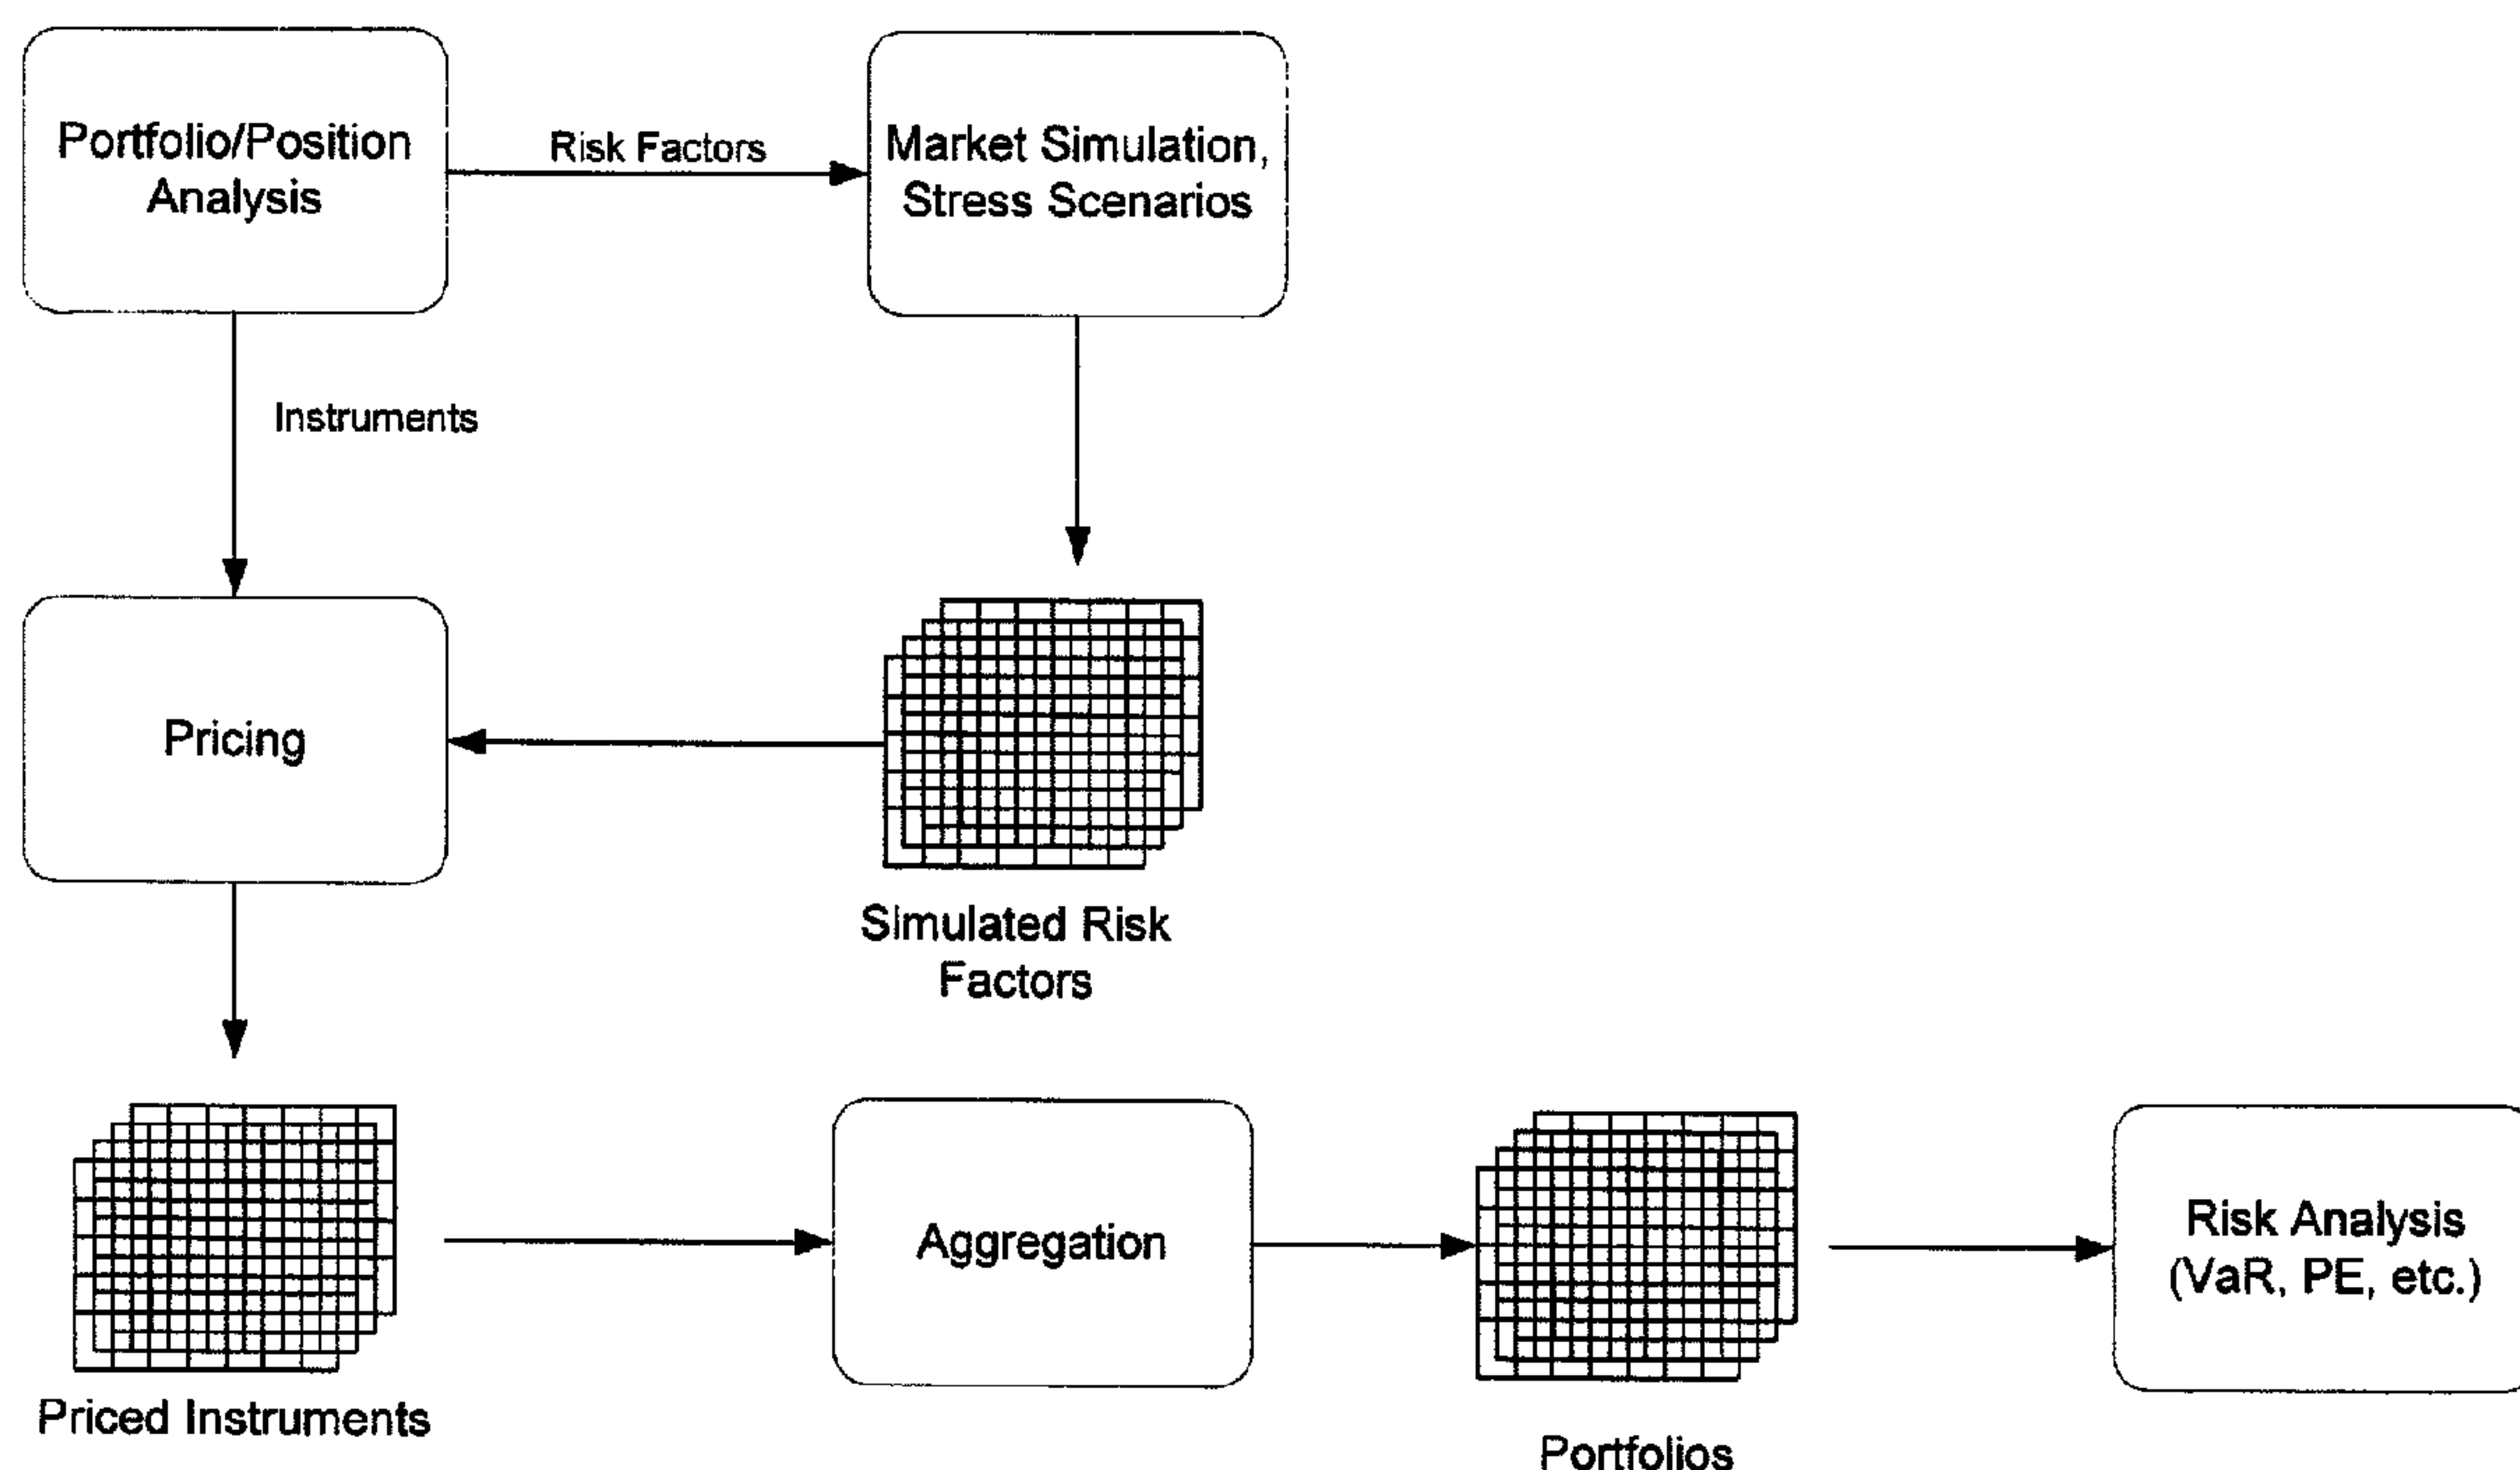 Portfolio/Position
Analysis
Risk Factors
Market Simulation,
Stress Scenarios
Instruments
Pricing
Simulated Risk
Factors
Priced Instruments
Aggregation
Portfolios
Risk Analysis
(VaR, PE, etc.)